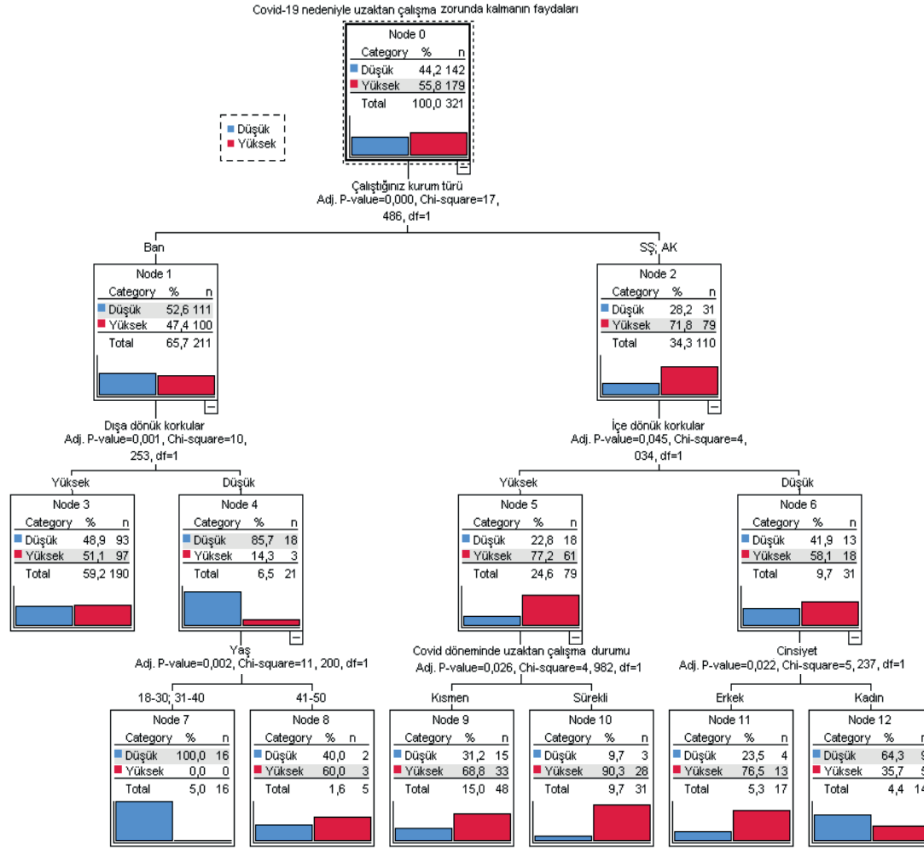 Covid-19 nedeniyle uzaktan çalışma zorunda kalmanın faydaları
Node 0
Category % n
Düşük 44,2 142
Yüksek 55,8 179
Total 100,0 321
Düşük
Yüksek
Çalıştığınız kurum türü
Adj. P-value=0,000, Chi-square=17,
486, df=1
Ban
SŞ; AK
Node 1
Category % n
Düşük 52,6 111
Yüksek 47,4 100
Total 65,7 211
Node 2
Category % n
Düşük 28,2 31
Yüksek 71,8 79
Total 34,3 110
Dışa dönük korkular
Adj. P-value=0,001, Chi-square=10,
253, df=1
İçe dönük korkular
Adj. P-value=0,045, Chi-square=4,
034, df=1
Yüksek
Düşük
Yüksek
Düşük
Node 3
Category % n
Düşük 48,9 93
Yüksek 51,1 97
Total 59,2 190
Node 4
Category % n
Düşük 85,7 18
Yüksek 14,3 3
Total 6,5 21
Node 5
Category % n
Düşük 22,8 18
Yüksek 77,2 61
Total 24,6 79
Node 6
Category % n
Düşük 41,9 13
Yüksek 58,1 18
Total 9,7 31
Yaş
Adj. P-value=0,002, Chi-square=11, 200, df=1
Covid döneminde uzaktan çalışma durumu
Adj. P-value=0,026, Chi-square=4,982, df=1
Cinsiyet
Adj. P-value=0,022, Chi-square=5, 237, df=1
18-30; 31-40
41-50
Kısmen
Sürekli
Erkek
Kadın
Node 7
Category % n
Düşük 100,0 16
Yüksek 0,0 0
Total 5,0 16
Node 8
Category % n
Düşük 40,0 2
Yüksek 60,0 3
Total 1,6 5
Node 9
Category % n
Düşük 31,2 15
Yüksek 68,8 33
Total 15,0 48
Node 10
Category % n
Düşük 9,7 3
Yüksek 90,3 28
Total 9,7 31
Node 11
Category % n
Düşük 23,5 4
Yüksek 76,5 13
Total 5,3 17
Node 12
Category %
Düşük 64,3
Yüksek 35,7
Total 4,4